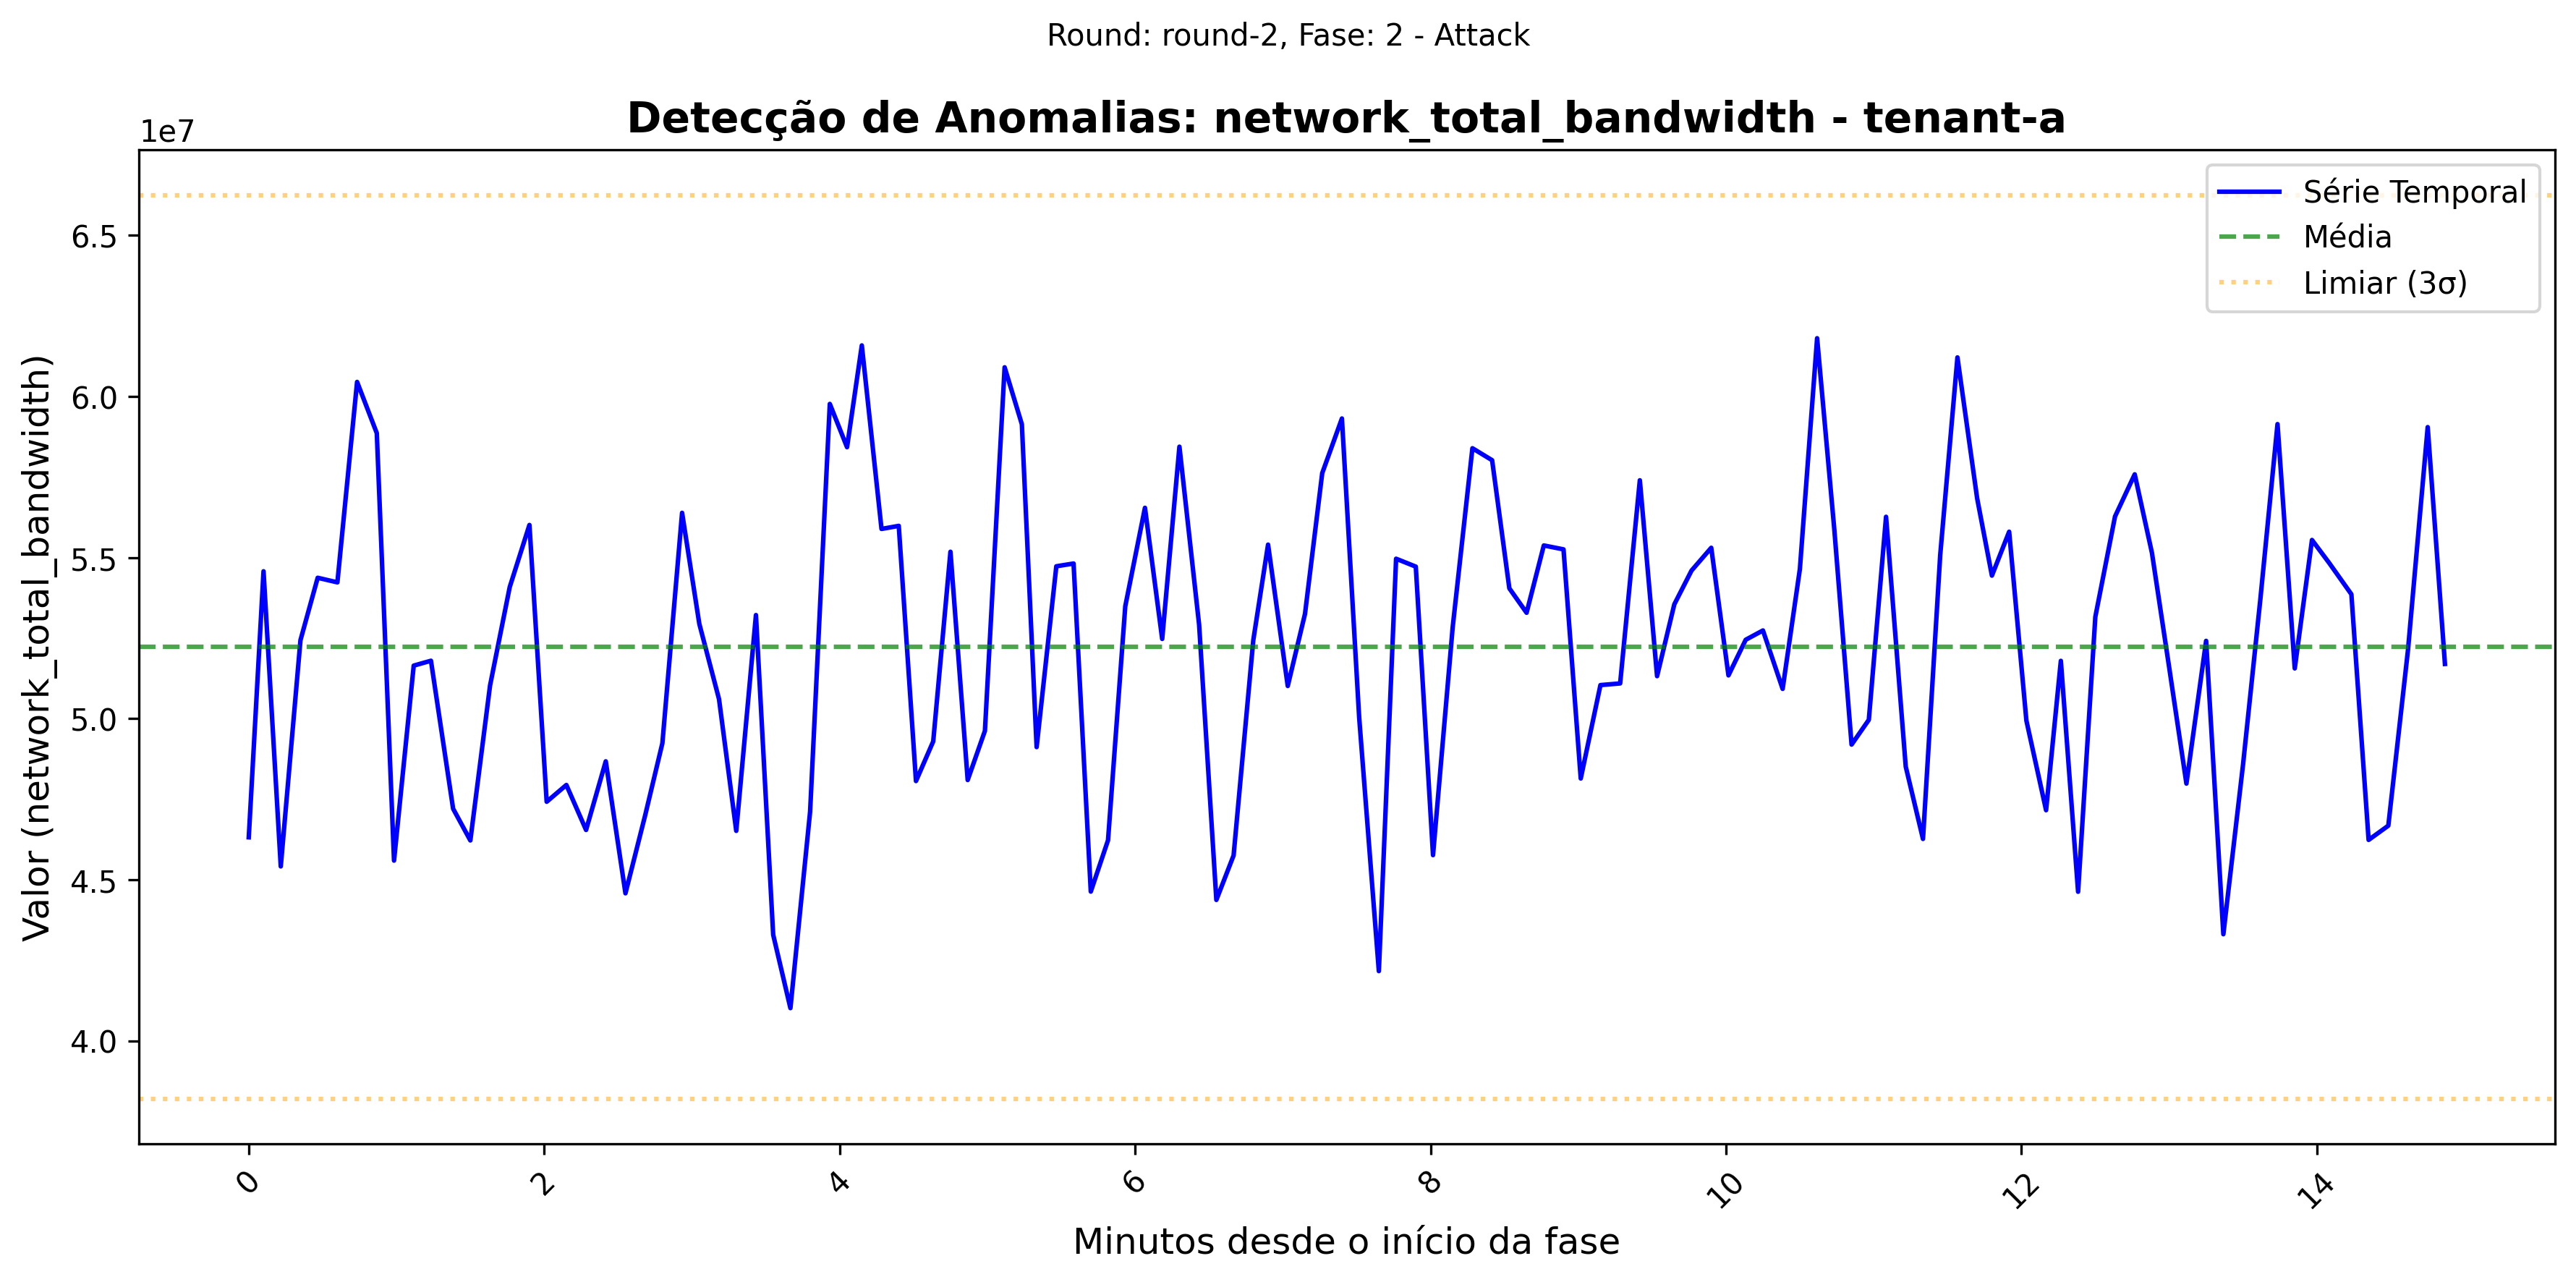 Round: round-2, Fase: 2 - Attack
Detecção de Anomalias: network_total_bandwidth - tenant-a
1e7
Série Temporal
Média
Limiar (3σ)
Valor (network_total_bandwidth)
6.5
6.0
5.5
5.0
4.5
4.0
0
2
4
6
8
10
12
14
Minutos desde o início da fase